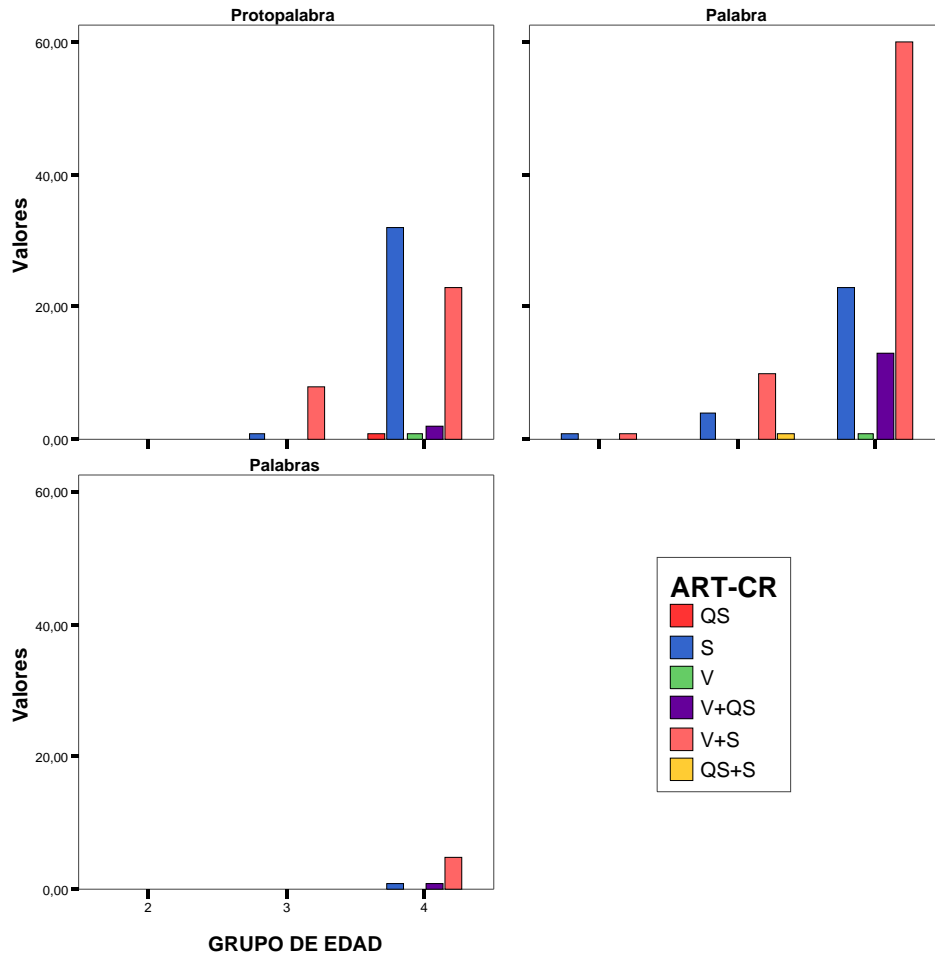 Protopalabra
Palabra
60,00
40,00
20,00
0,00
Valores
Palabras
60,00
40,00
20,00
0,00
Valores
2 3 4
GRUPO DE EDAD
ART-CR
QS
S
V
V+QS
V+S
QS+S